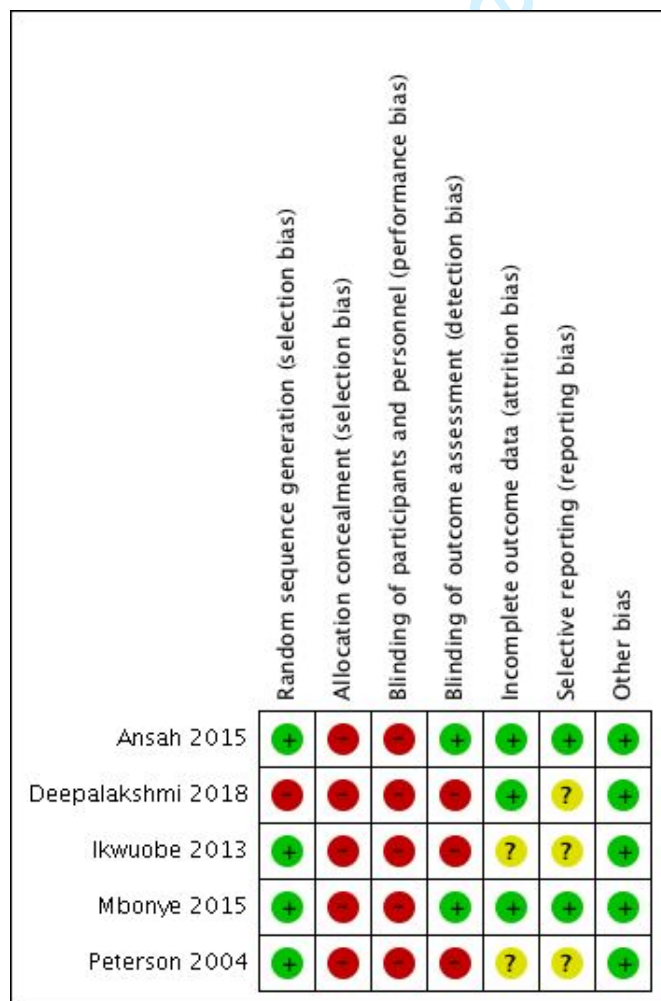 Random sequence generation (selection bias)
Allocation concealment (selection bias)
Blinding of participants and personnel (performance bias)
Blinding of outcome assessment (detection bias)
Incomplete outcome data (attrition bias)
Selective reporting (reporting bias)
Other bias
Ansah 2015 + - - + + + +
Deepalakshmi 2018 - - - - + ? +
Ikwuobe 2013 + - - - ? ? +
Mbonye 2015 + - - + + + +
Peterson 2004 + - - - ? ? +